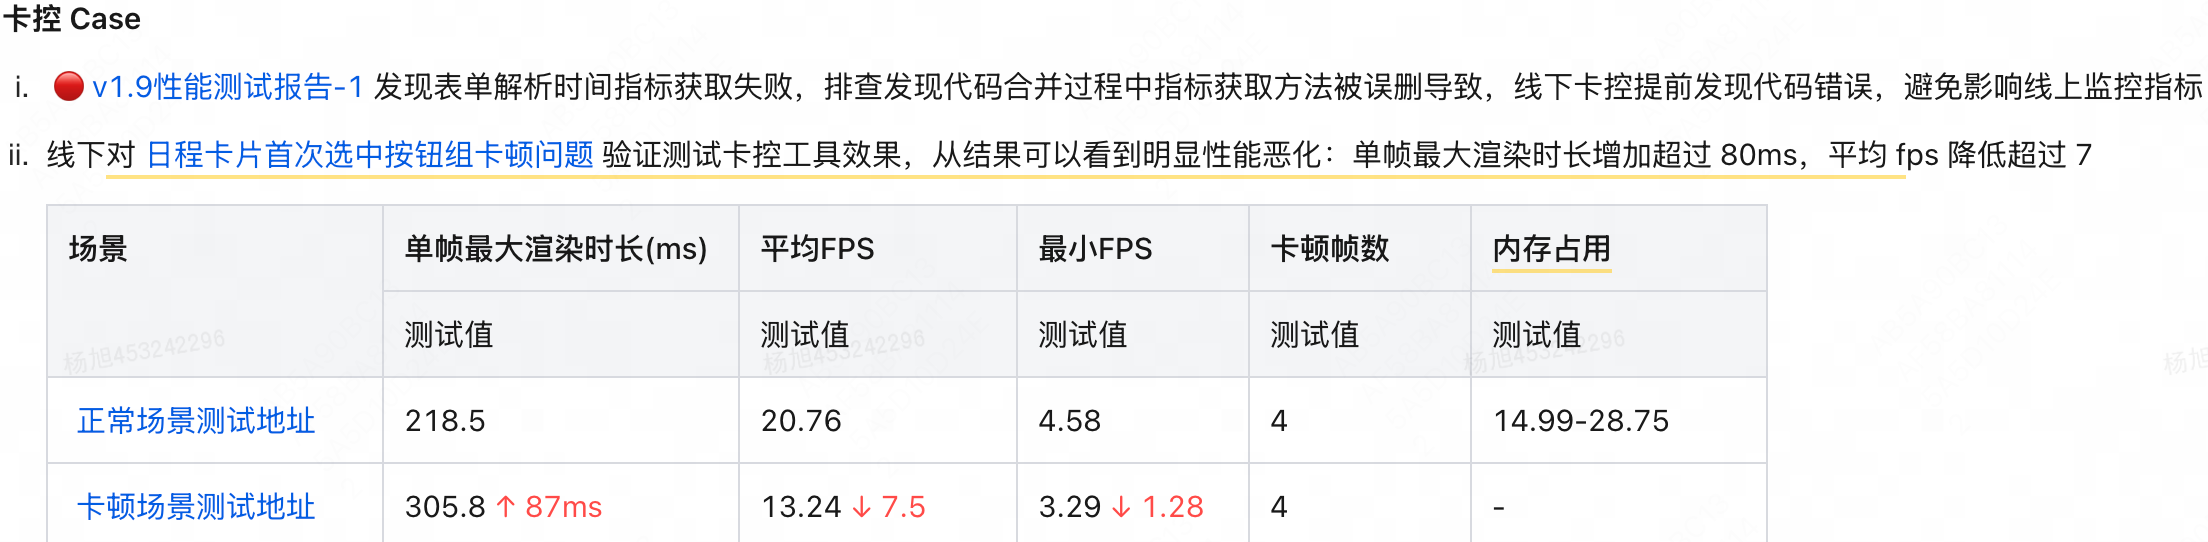 卡控 Case
i. 🔴 v1.9性能测试报告-1 发现表单解析时间指标获取失败，排查发现代码合并过程中指标获取方法被误删导致，线下卡控提前发现代码错误，避免影响线上监控指标
ii. 线下对 日程卡片首次选中按钮组卡顿问题 验证测试卡控工具效果，从结果可以看到明显性能恶化：单帧最大渲染时长增加超过 80ms，平均 fps 降低超过 7
场景 单帧最大渲染时长(ms) 平均FPS 最小FPS 卡顿帧数 内存占用
测试值 测试值 测试值 测试值 测试值
杨旭453242296 杨旭453242296 杨旭453242296 杨旭
正常场景测试地址 218.5 20.76 4.58 4 14.99-28.75
卡顿场景测试地址 305.8 ↑ 87ms 13.24 ↓ 7.5 3.29 ↓ 1.28 4 -